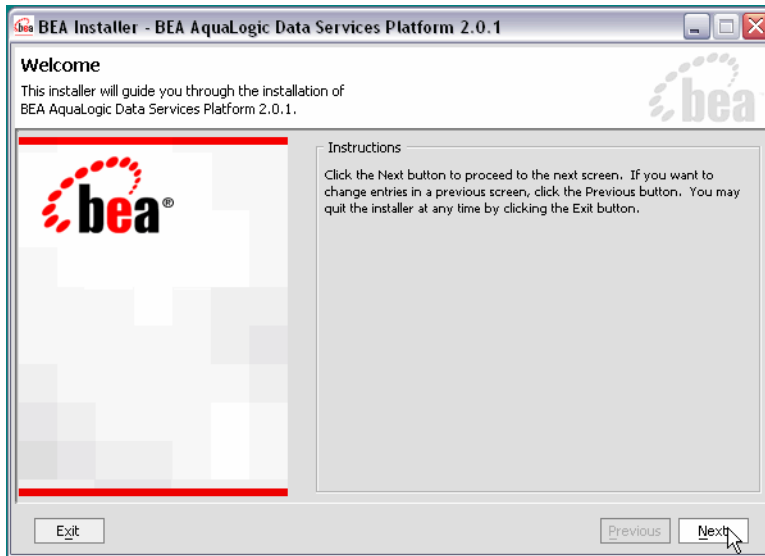 BEA Installer - BEA AquaLogic Data Services Platform 2.0.1
Welcome
This installer will guide you through the installation of
BEA AquaLogic Data Services Platform 2.0.1.
bea
bea®
Instructions
Click the Next button to proceed to the next screen. If you want to
change entries in a previous screen, click the Previous button. You may
quit the installer at any time by clicking the Exit button.
Exit
Previous
Next